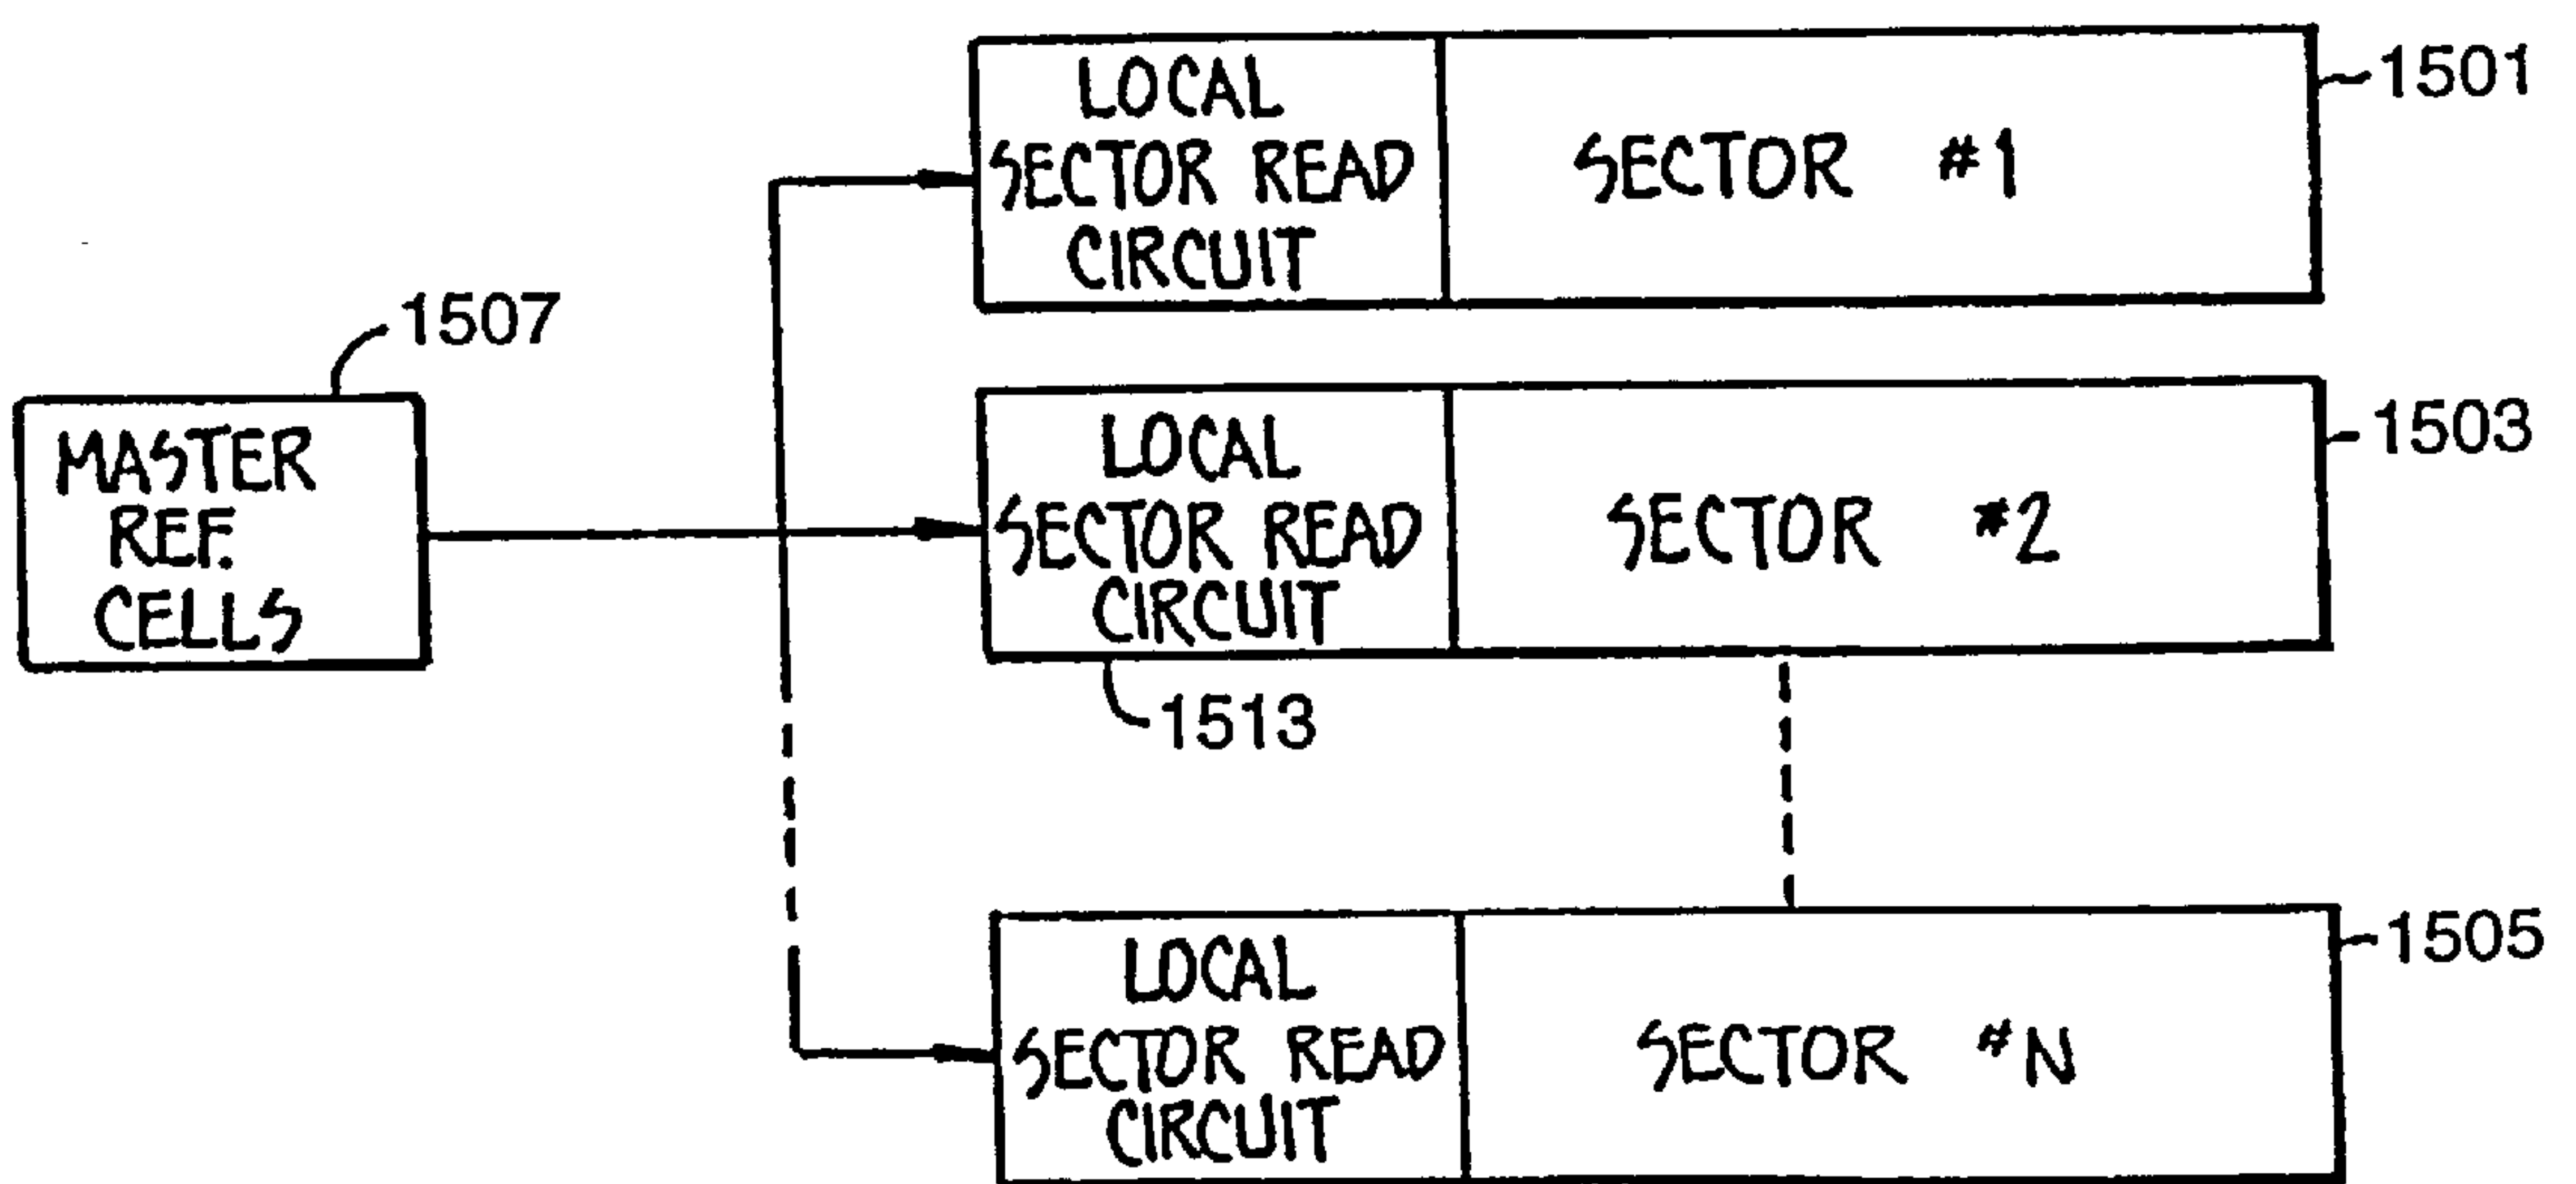 LOCAL
SECTOR READ
CIRCUIT
SECTOR #1
1501
1507
MASTER
REF.
CELLS
LOCAL
SECTOR READ
CIRCUIT
SECTOR #2
1503
1513
LOCAL
SECTOR READ
CIRCUIT
SECTOR #N
1505